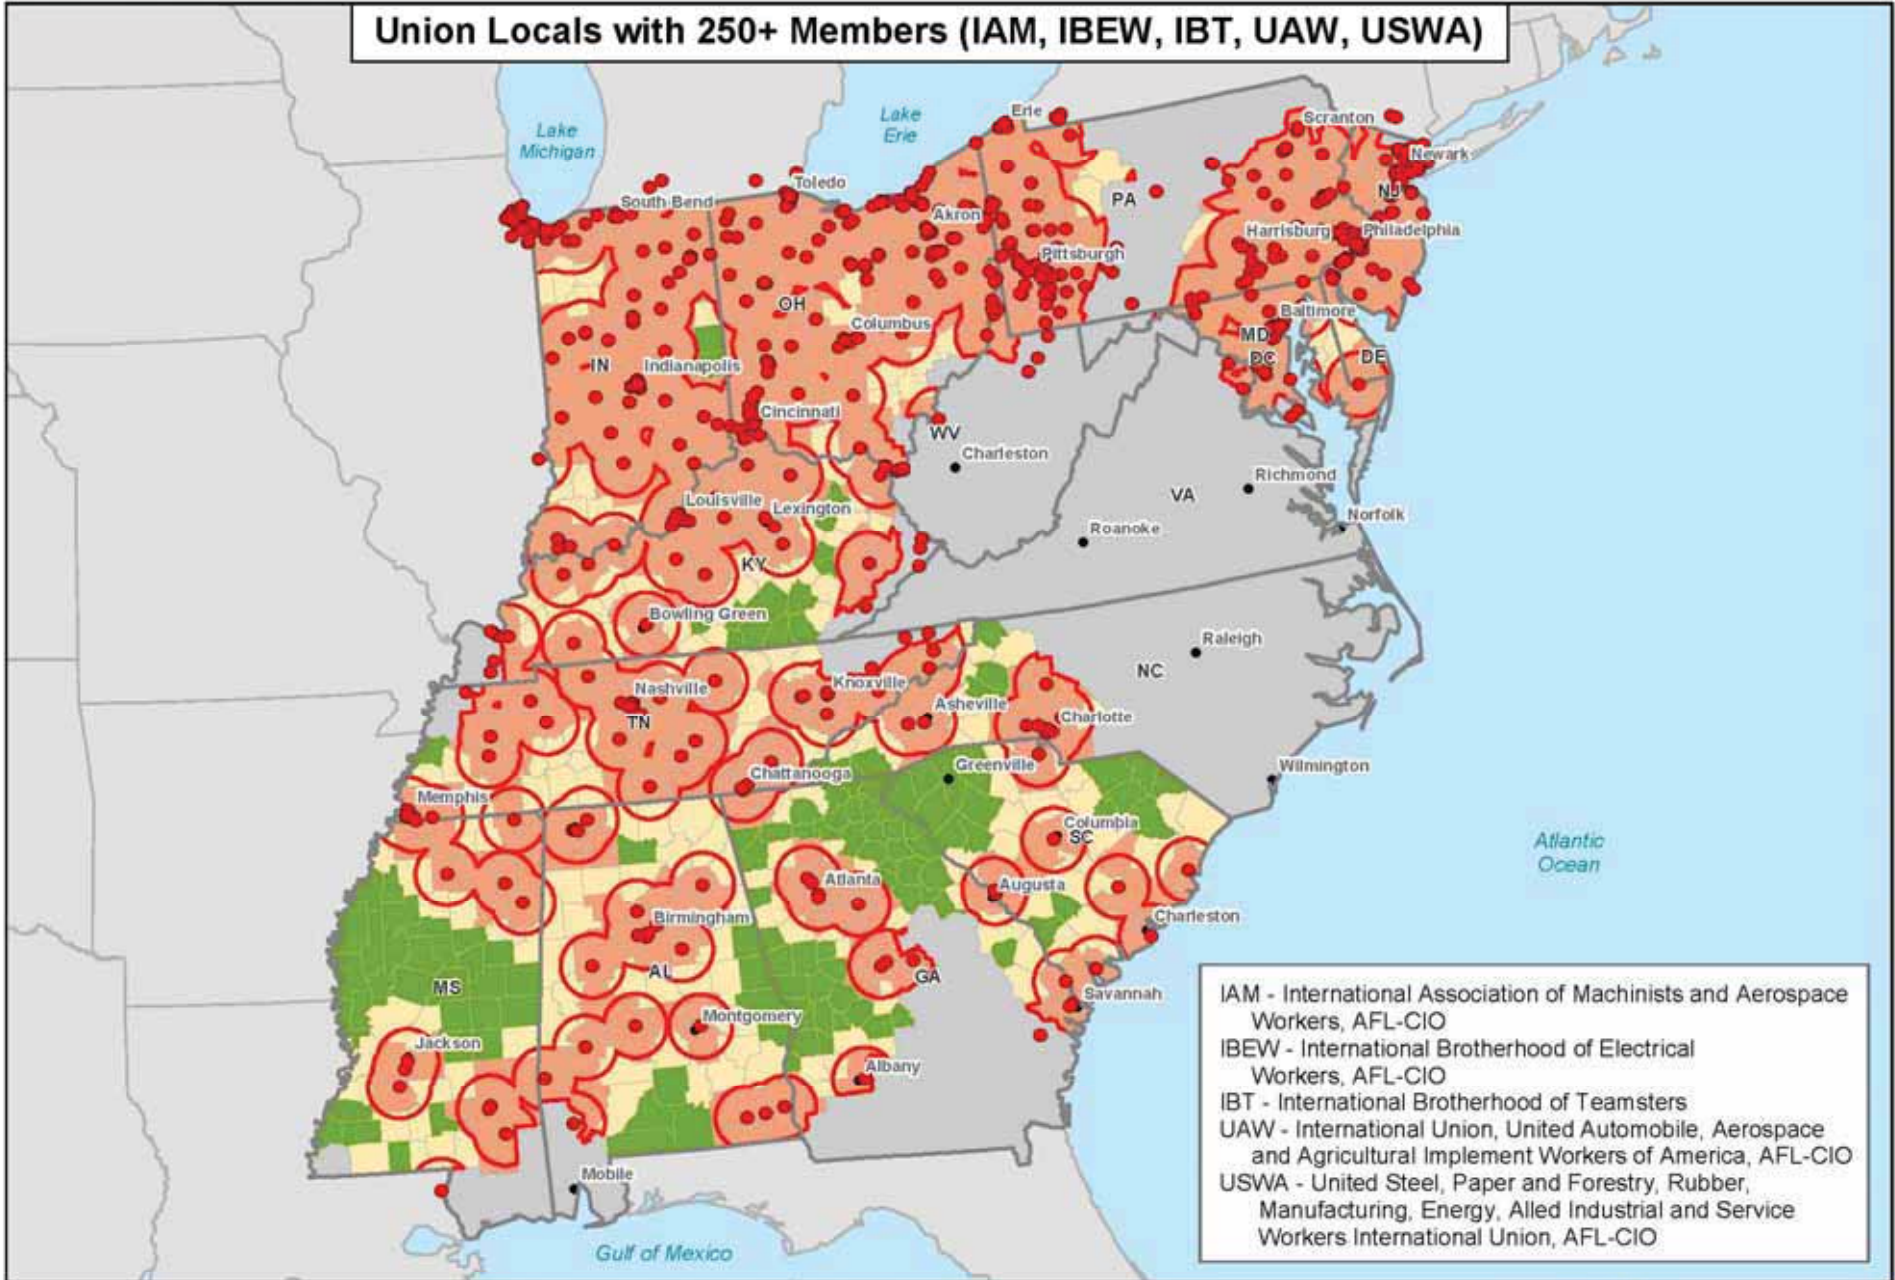 Union Locals with 250+ Members (IAM, IBEW, IBT, UAW, USWA)
Lake
Michigan
Lake
Erie
Erie
Scranton
Newark
Toledo
South Bend
PA
NJ
Akron
Harrisburg
Philadelphia
Pittsburgh
OH
Columbus
Baltimore
MD
DC
DE
IN
Indianapolis
Cincinnati
WV
Charleston
Richmond
VA
Louisville
Lexington
Norfolk
Roanoke
KY
Bowling Green
Raleigh
NC
Knoxville
Nashville
TN
Asheville
Charlotte
Chattanooga
Greenville
Wilmington
Memphis
Columbia
SC
Atlantic
Ocean
Atlanta
Augusta
Birmingham
Charleston
AL
GA
MS
Savannah
Montgomery
Jackson
Albany
Mobile
Gulf of Mexico
IAM - International Association of Machinists and Aerospace
Workers, AFL-CIO
IBEW - International Brotherhood of Electrical
Workers, AFL-CIO
IBT - International Brotherhood of Teamsters
UAW - International Union, United Automobile, Aerospace
and Agricultural Implement Workers of America, AFL-CIO
USWA - United Steel, Paper and Forestry, Rubber,
Manufacturing, Energy, Allied Industrial and Service
Workers International Union, AFL-CIO